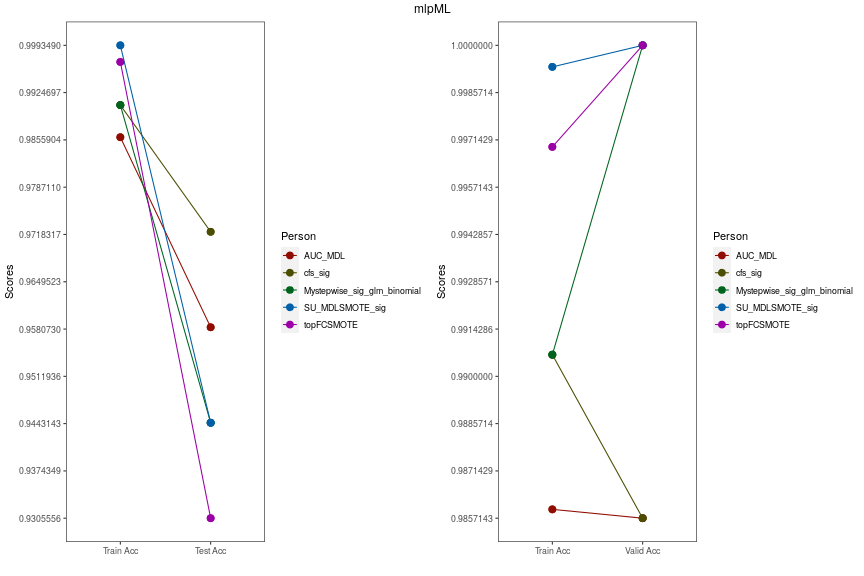 mlpML
Scores
0.9993490
0.9924697
0.9855904
0.9787110
0.9718317
0.9649523
0.9580730
0.9511936
0.9443143
0.9374349
0.9305556
Train Acc
Test Acc
Person
AUC_MDL
cfs_sig
Mystepwise_sig_glm_binomial
SU_MDLSMOTE_sig
topFCSMOTE
Scores
1.0000000
0.9985714
0.9971429
0.9957143
0.9942857
0.9928571
0.9914286
0.9900000
0.9885714
0.9871429
0.9857143
Train Acc
Valid Acc
Person
AUC_MDL
cfs_sig
Mystepwise_sig_glm_binomial
SU_MDLSMOTE_sig
topFCSMOTE